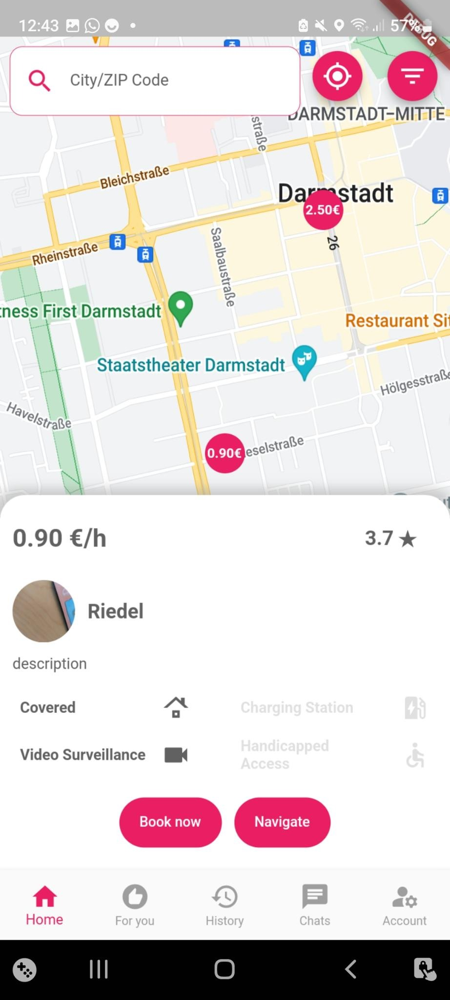 12:43
57%
DEBUG
City/ZIP Code
DARMSTADT-MITTE
straße
Bleichstraße
Darmstadt
2.50€
26
Saalbaustraße
Rheinstraße
tness First Darmstadt
Restaurant Sit
Staatstheater Darmstadt
Hölgesstraße
Havelstraße
0.90€
eselstraße
0.90 €/h
3.7 ★
Riedel
description
Covered
Charging Station
Video Surveillance
Handicapped
Access
Book now
Navigate
Home
For you
History
Chats
Account